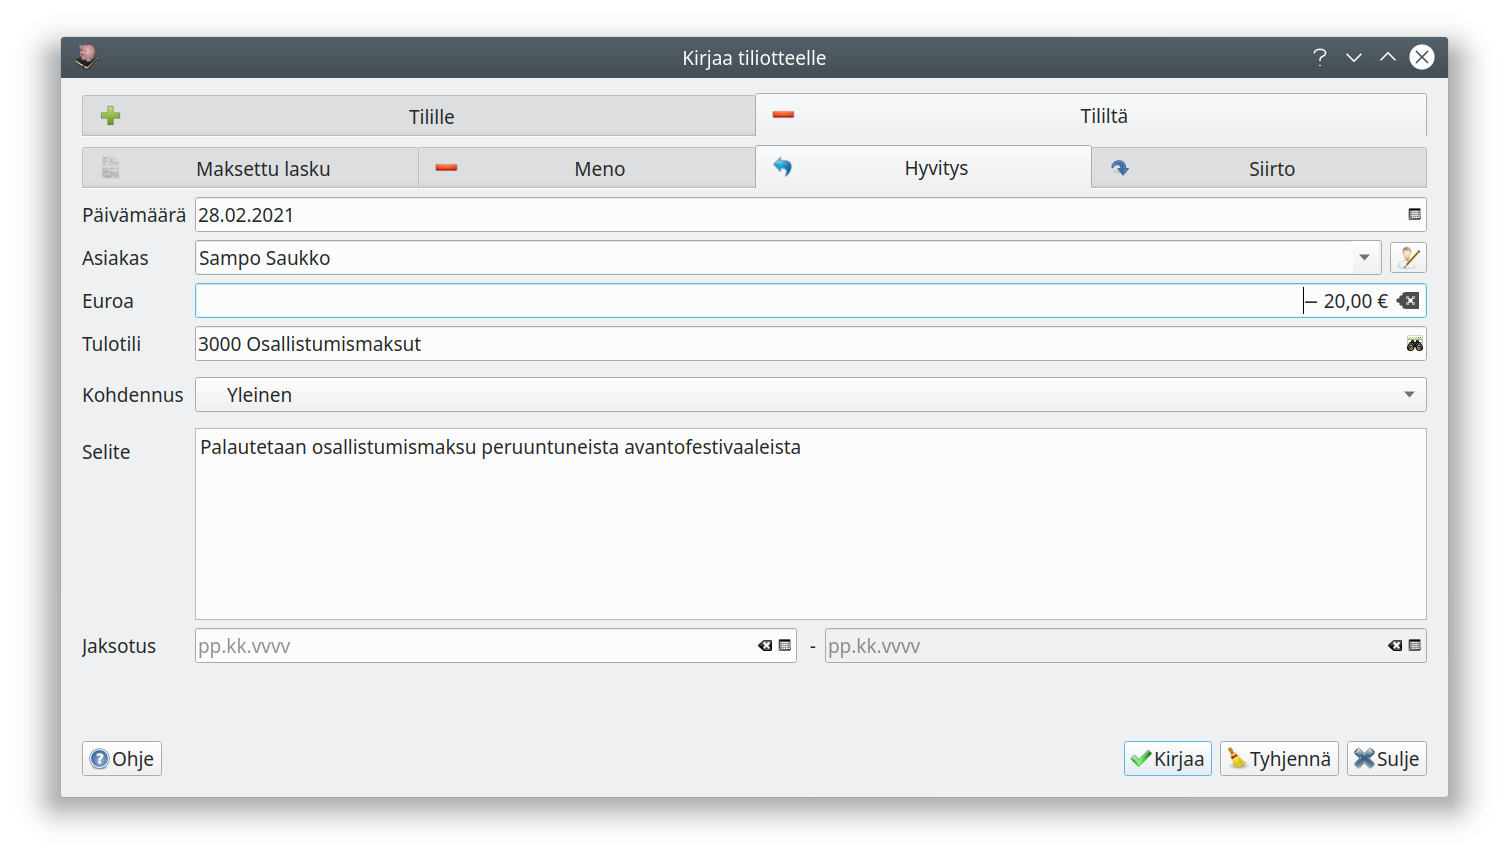 Kirjaa tiliotteelle
Tilille
Tililtä
Maksettu lasku
Meno
Hyvitys
Siirto
Päivämäärä 28.02.2021
Asiakas Sampo Saukko
Euroa – 20,00 €
Tulotili 3000 Osallistumismaksut
Kohdennus Yleinen
Selite Palautetaan osallistumismaksu peruuntuneista avantofestivaaleista
Jaksotus pp.kk.vvvv - pp.kk.vvvv
Ohje
Kirjaa
Tyhjennä
Sulje